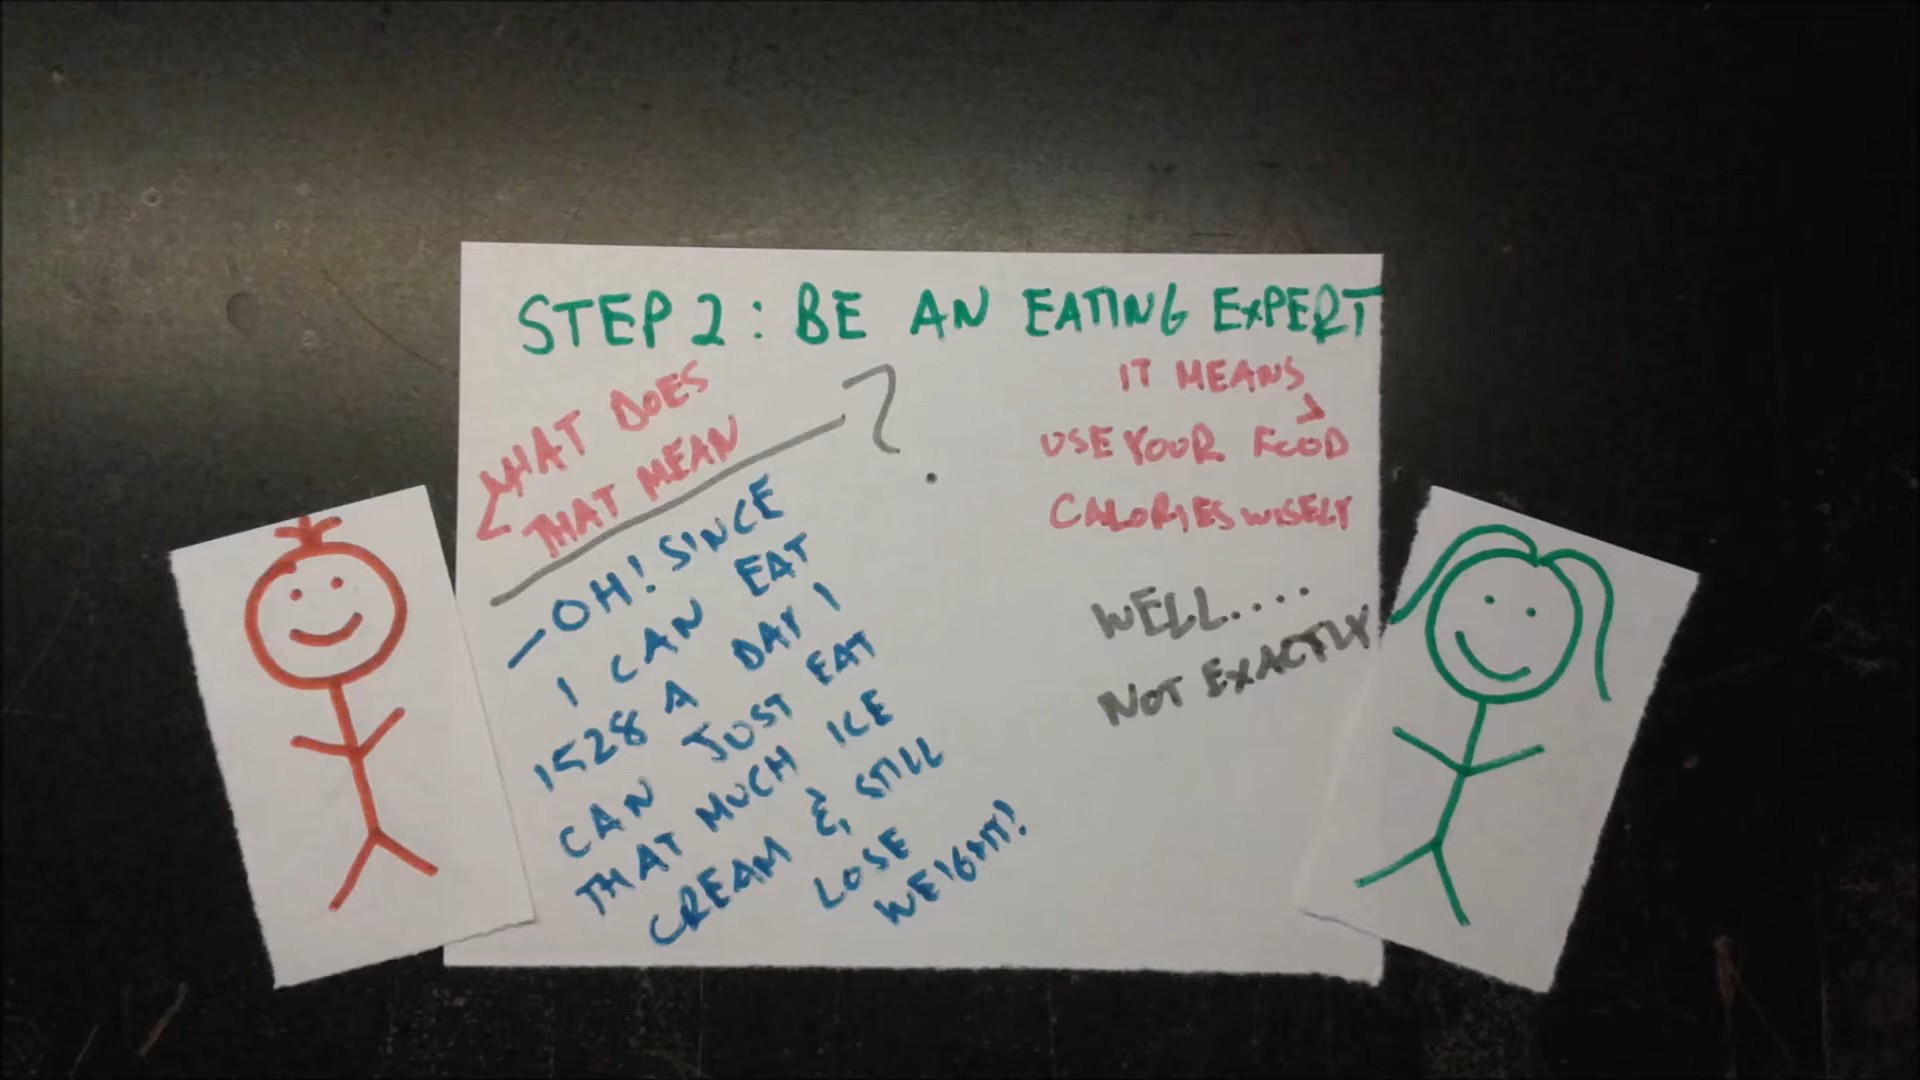 STEP 2: BE AN EATING EXPERT
WHAT DOES
THAT MEAN
?
- OH! SINCE
I CAN EAT
1528 A DAY I
CAN JUST EAT
THAT MUCH ICE
CREAM & STILL
LOSE
WEIGHT!
IT MEANS
USE YOUR FOOD
CALORIES WISELY
WELL....
NOT EXACTLY